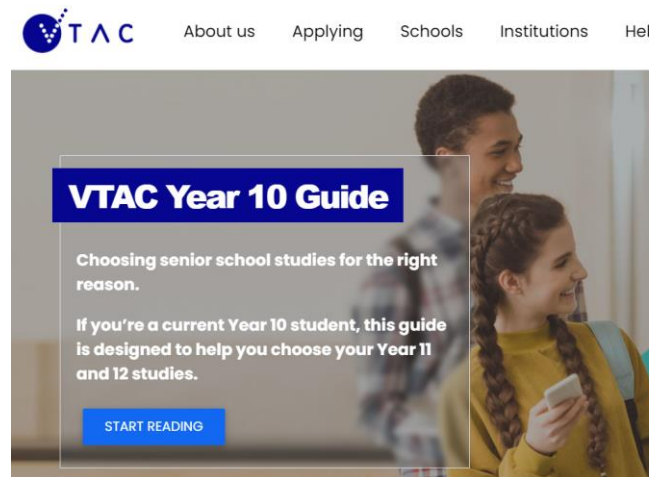 VTAC
About us
Applying
Schools
Institutions
Hel
VTAC Year 10 Guide
Choosing senior school studies for the right
reason.
If you’re a current Year 10 student, this guide
is designed to help you choose your Year 11
and 12 studies.
START READING